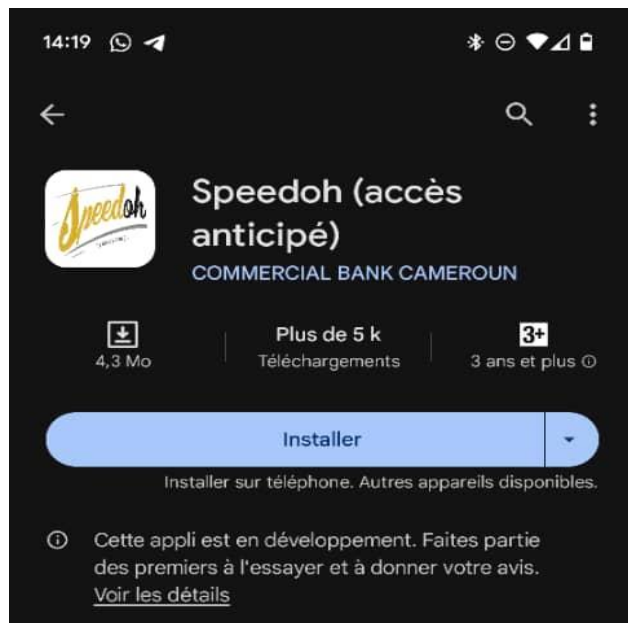 14:19
Speedoh
Speedoh (accès
anticipé)
COMMERCIAL BANK CAMEROUN
4,3 Mo
Plus de 5 k
Téléchargements
3+
3 ans et plus
Installer
Installer sur téléphone. Autres appareils disponibles.
Cette appli est en développement. Faites partie
des premiers à l'essayer et à donner votre avis.
Voir les détails